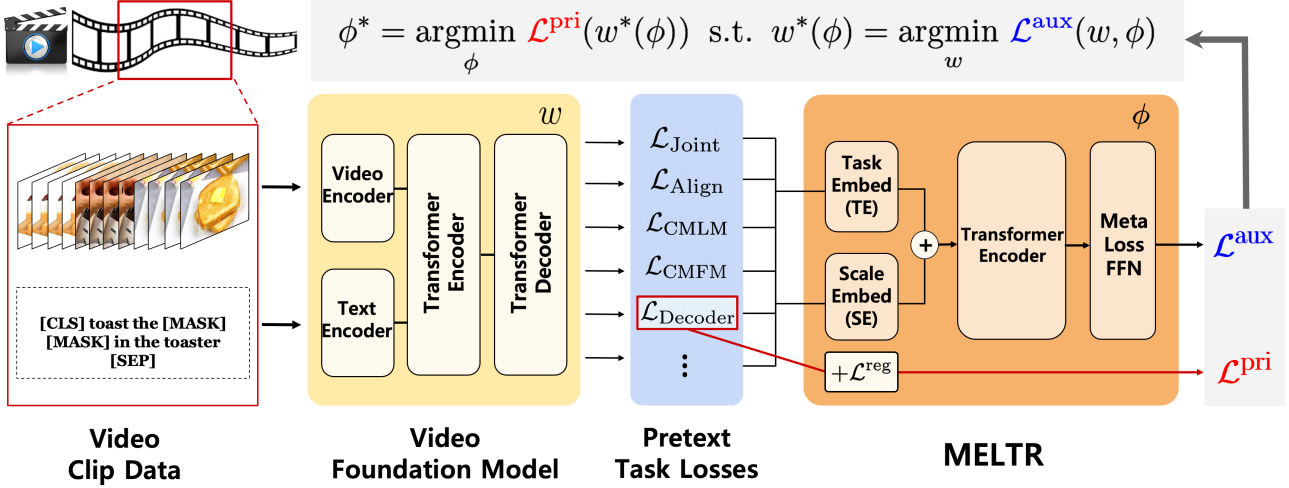 ϕ* = argmin_ϕ ℒ^pri(w*(ϕ)) s.t. w*(ϕ) = argmin_w ℒ^aux(w, ϕ)
w
Video
Encoder
Text
Encoder
Transformer
Encoder
Transformer
Decoder
ℒ_Joint
ℒ_Align
ℒ_CMLM
ℒ_CMFM
ℒ_Decoder
⋮
ϕ
Task
Embed
(TE)
Scale
Embed
(SE)
+
+ℒ^reg
Transformer
Encoder
Meta
Loss
FFN
ℒ^aux
ℒ^pri
[CLS] toast the [MASK]
[MASK] in the toaster
[SEP]
Video
Clip Data
Video
Foundation Model
Pretext
Task Losses
MELTR